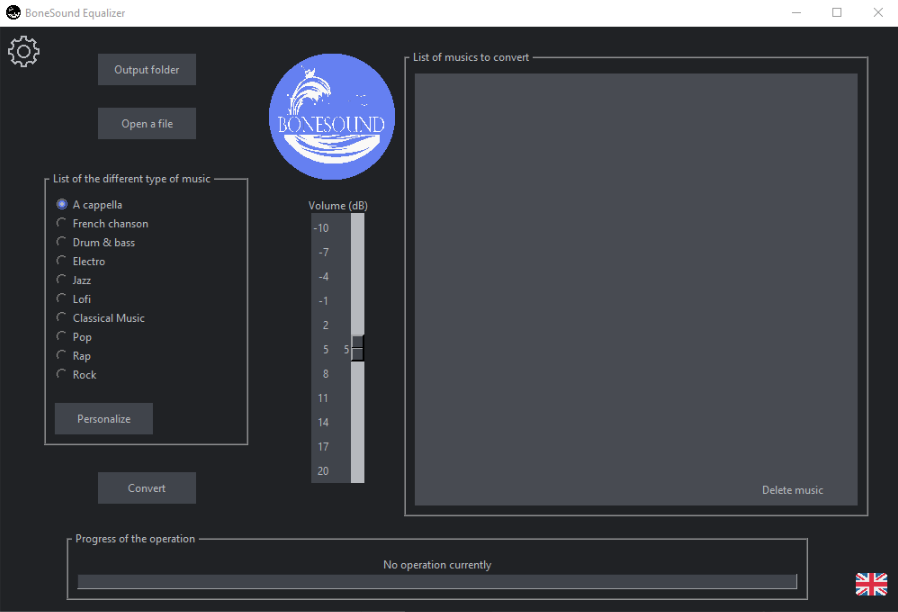 BoneSound Equalizer
Output folder
Open a file
BONESOUND
List of the different type of music
A cappella
French chanson
Drum & bass
Electro
Jazz
Lofi
Classical Music
Pop
Rap
Rock
Personalize
Convert
Volume (dB)
-10
-7
-4
-1
2
5 5
8
11
14
17
20
List of musics to convert
Delete music
Progress of the operation
No operation currently